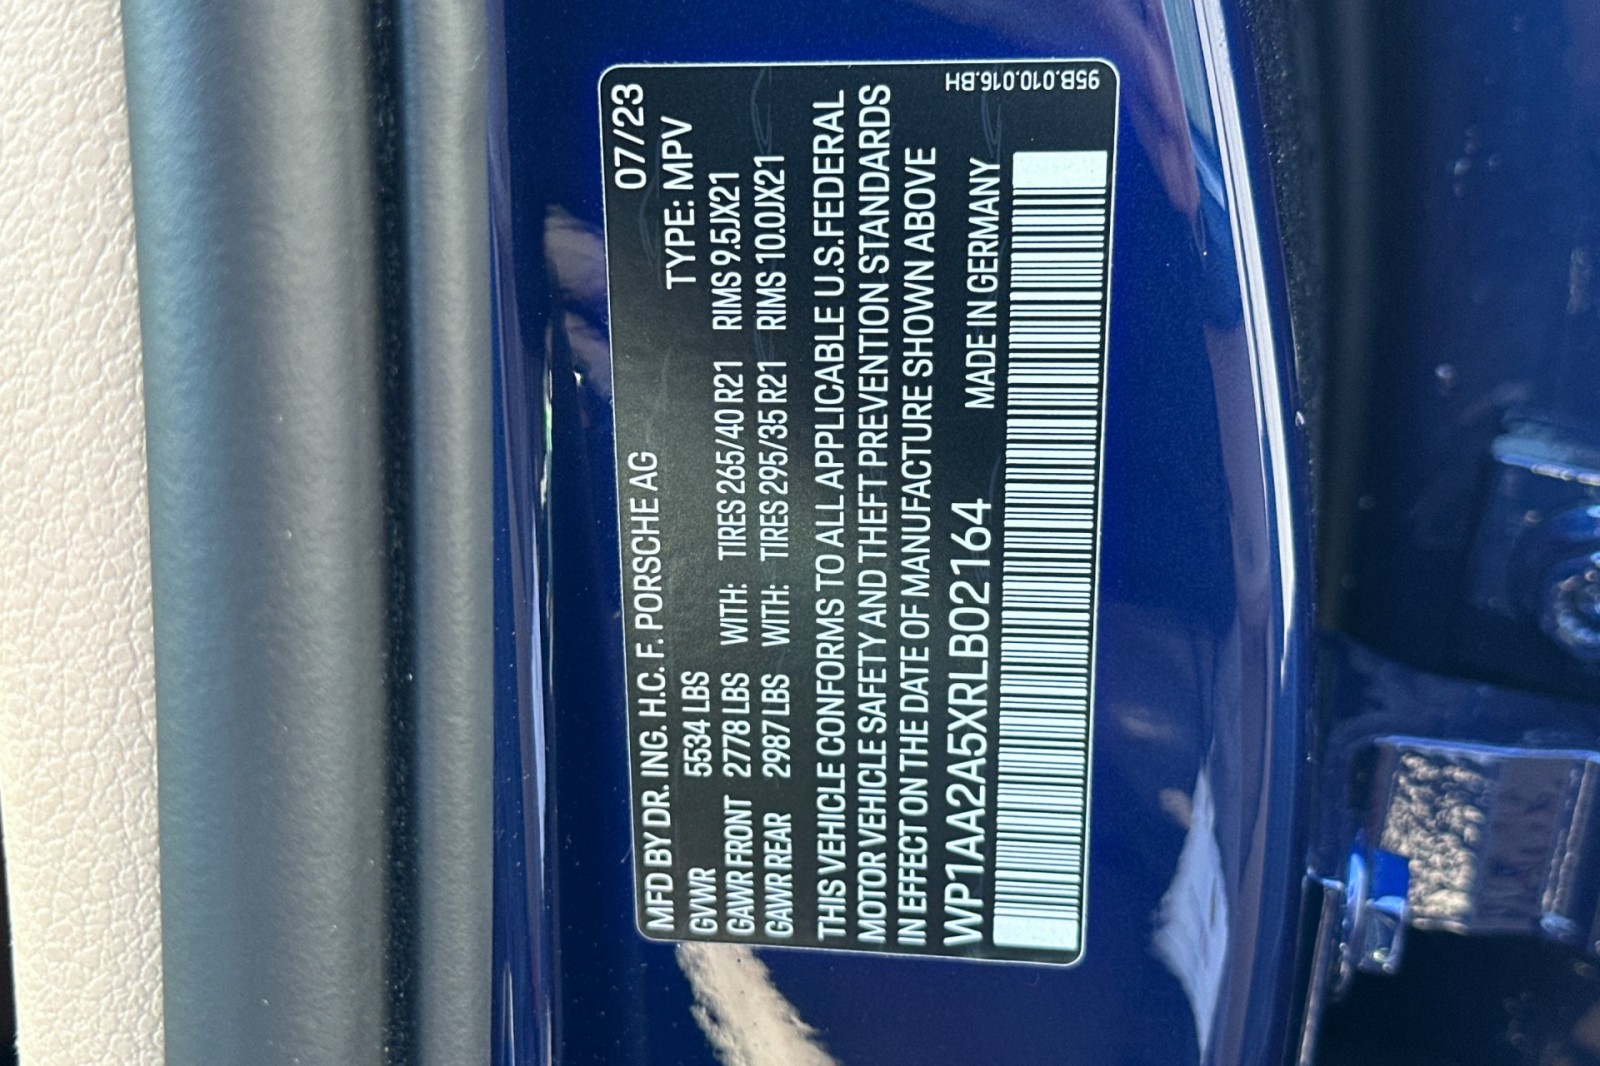 MFD BY DR. ING. H.C. F. PORSCHE AG 07/23
GVWR 5534 LBS TYPE: MPV
GAWR FRONT 2778 LBS WITH: TIRES 265/40 R21 RIMS 9.5JX21
GAWR REAR 2987 LBS WITH: TIRES 295/35 R21 RIMS 10.0JX21
THIS VEHICLE CONFORMS TO ALL APPLICABLE U.S. FEDERAL
MOTOR VEHICLE SAFETY AND THEFT PREVENTION STANDARDS
IN EFFECT ON THE DATE OF MANUFACTURE SHOWN ABOVE
WP1AA2A5XRLB02164 MADE IN GERMANY
95B.010.016.BH